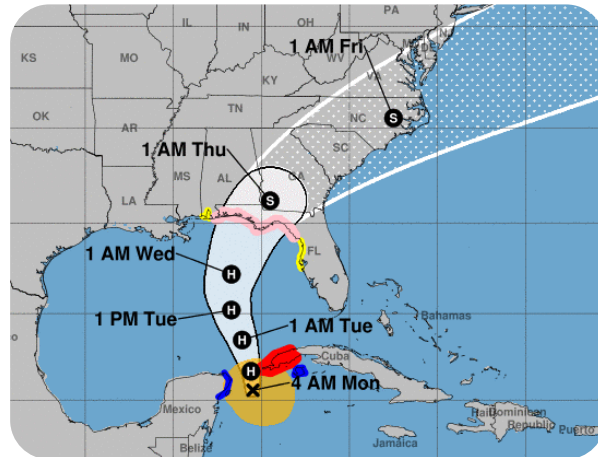 PA
IL
IN
OH
1 AM Fri
M
DE
N
KS
MO
WV
VA
KY
OK
TN
NC
S
AR
SC
1 AM Thu
MS
AL
GA
S
LA
1 AM Wed
H
FL
1 PM Tue
H
1 AM Tue
H
Bahamas
H
Cuba
4 AM Mon
Mexico
Haiti
Dominican
Republic
Puerto
Jamaica
Belize